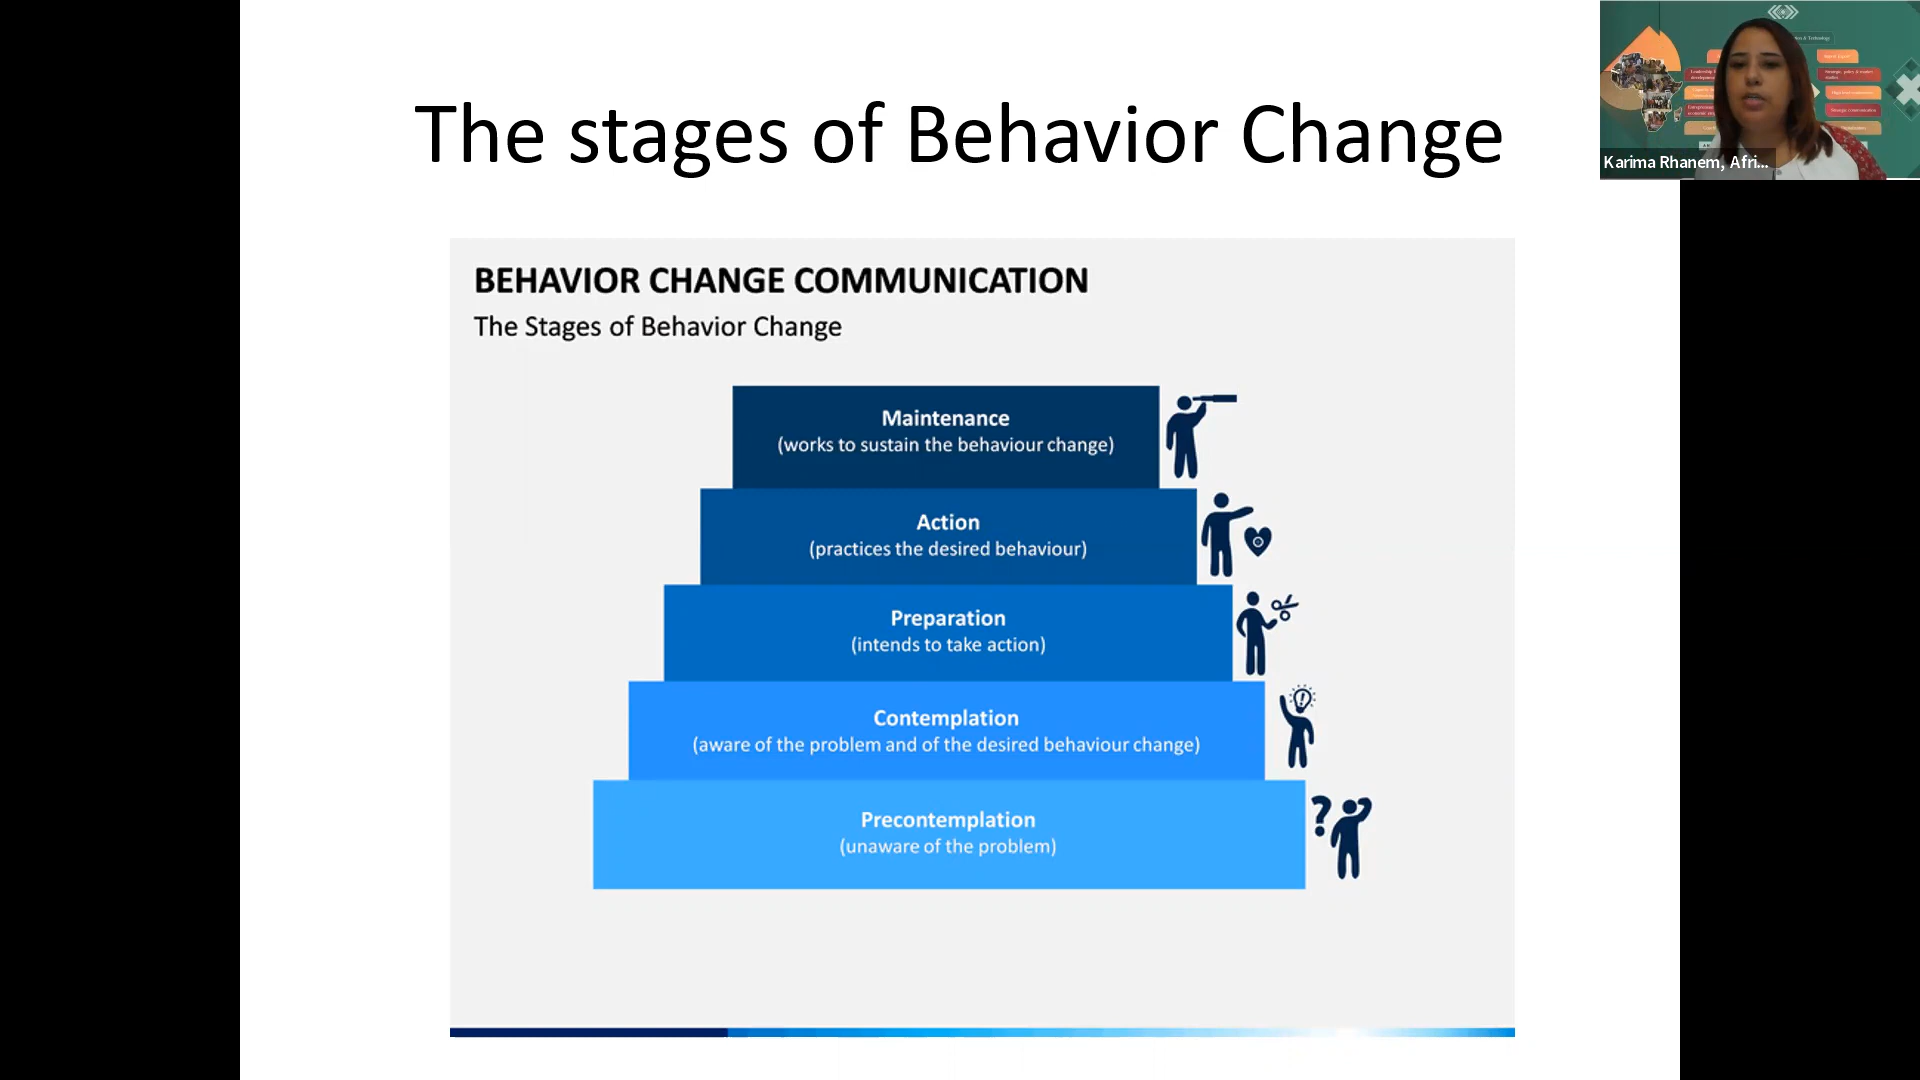 The stages of Behavior Change
Karima Rhanem, Afri...
BEHAVIOR CHANGE COMMUNICATION
The Stages of Behavior Change
Maintenance
(works to sustain the behaviour change)
Action
(practices the desired behaviour)
Preparation
(intends to take action)
Contemplation
(aware of the problem and of the desired behaviour change)
Precontemplation
(unaware of the problem)
?